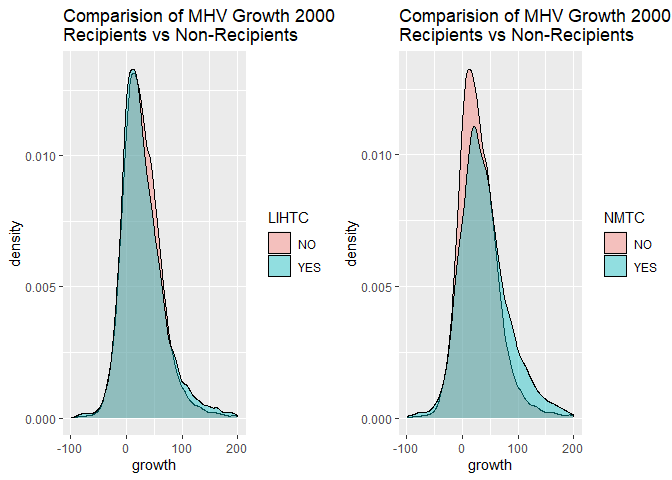 Comparision of MHV Growth 2000
Recipients vs Non-Recipients
density
0.010
0.005
0.000
-100 0 100 200
growth
LIHTC
NO
YES
Comparision of MHV Growth 2000
Recipients vs Non-Recipients
density
0.010
0.005
0.000
-100 0 100 200
growth
NMTC
NO
YES